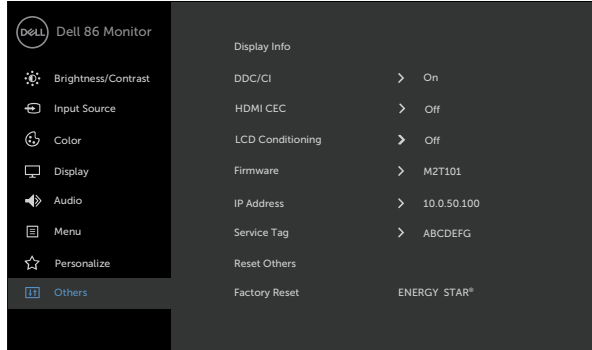 DELL Dell 86 Monitor
Display Info
Brightness/Contrast DDC/CI > On
Input Source HDMI CEC > Off
Color LCD Conditioning > Off
Display Firmware > M2T101
Audio IP Address > 10.0.50.100
Menu Service Tag > ABCDEFG
Personalize Reset Others
Others Factory Reset ENERGY STAR®